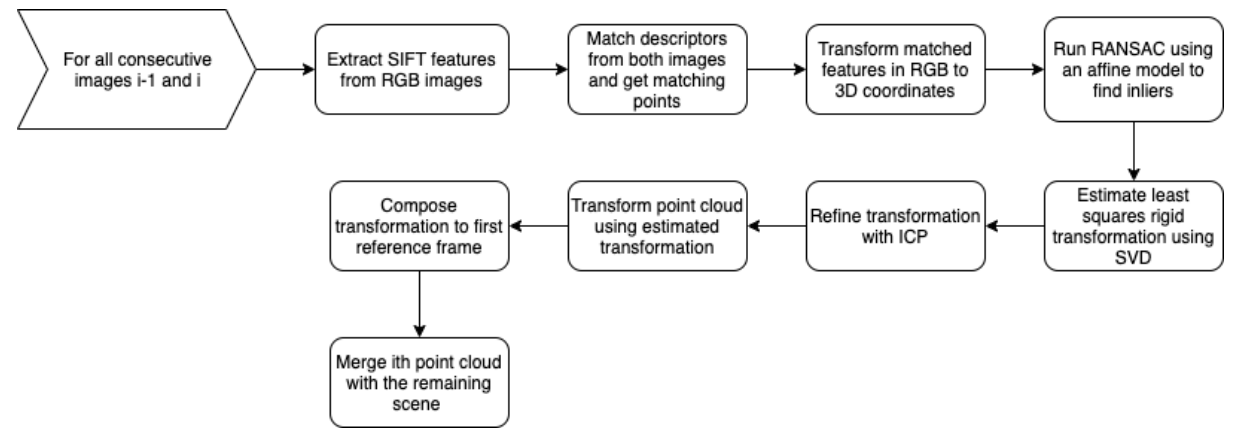 For all consecutive
images i-1 and i
Extract SIFT features
from RGB images
Match descriptors
from both images
and get matching
points
Transform matched
features in RGB to
3D coordinates
Run RANSAC using
an affine model to
find inliers
Estimate least
squares rigid
transformation using
SVD
Refine transformation
with ICP
Transform point cloud
using estimated
transformation
Compose
transformation to first
reference frame
Merge ith point cloud
with the remaining
scene